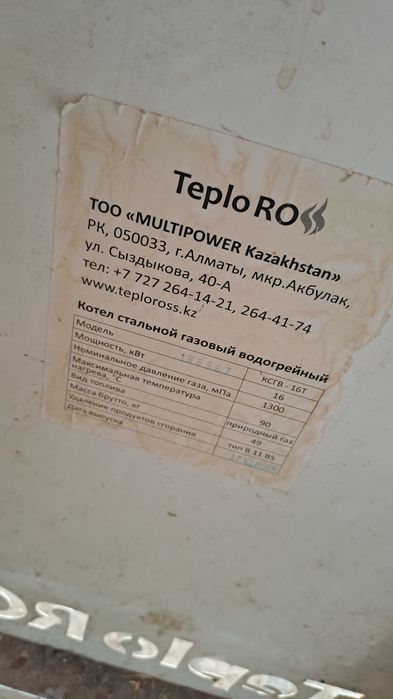 Teplo ROSS
ТОО «MULTIPOWER Kazakhstan»
РК, 050033, г.Алматы, мкр.Акбулак,
ул. Сыздыкова, 40-А
тел: +7 727 264-14-21, 264-41-74
www.teploross.kz
Котел стальной газовый водогрейный
Модель КСГВ - 16Т
Мощность, кВт 16
Номинальное давление газа, мПа 1300
Максимальная температура
нагрева, °С 90
Вид топлива природный газ
Масса брутто, кг 49
Удаление продуктов сгорания тип В 11 BS
Дата выпуска
Teplo RO